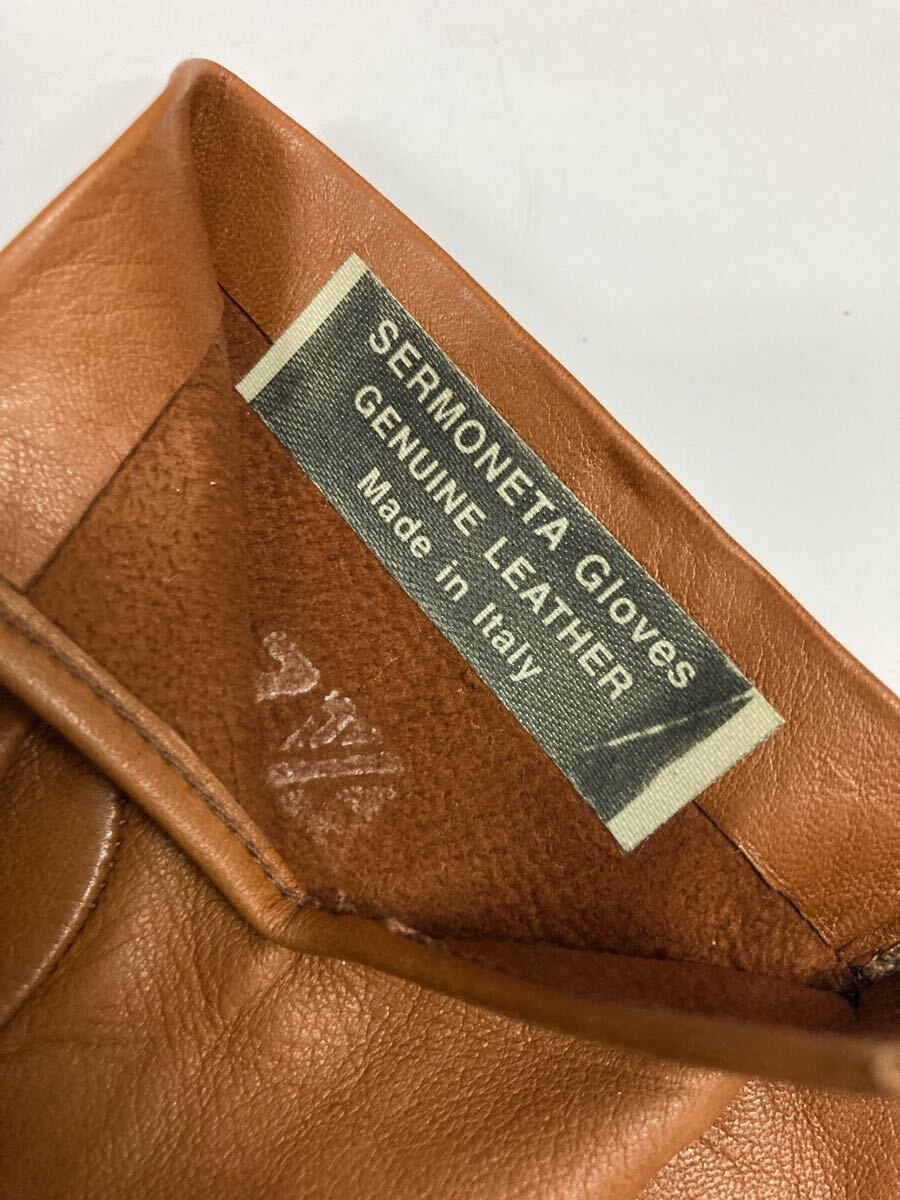 SERMONETA Gloves
GENUINE LEATHER
Made in Italy